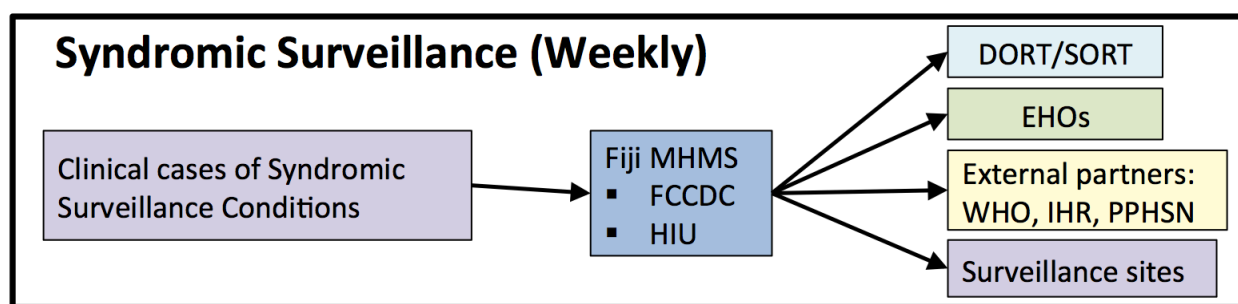 Syndromic Surveillance (Weekly)
Clinical cases of Syndromic
Surveillance Conditions
Fiji MHMS
▪ FCCDC
▪ HIU
DORT/SORT
EHOs
External partners:
WHO, IHR, PPHSN
Surveillance sites